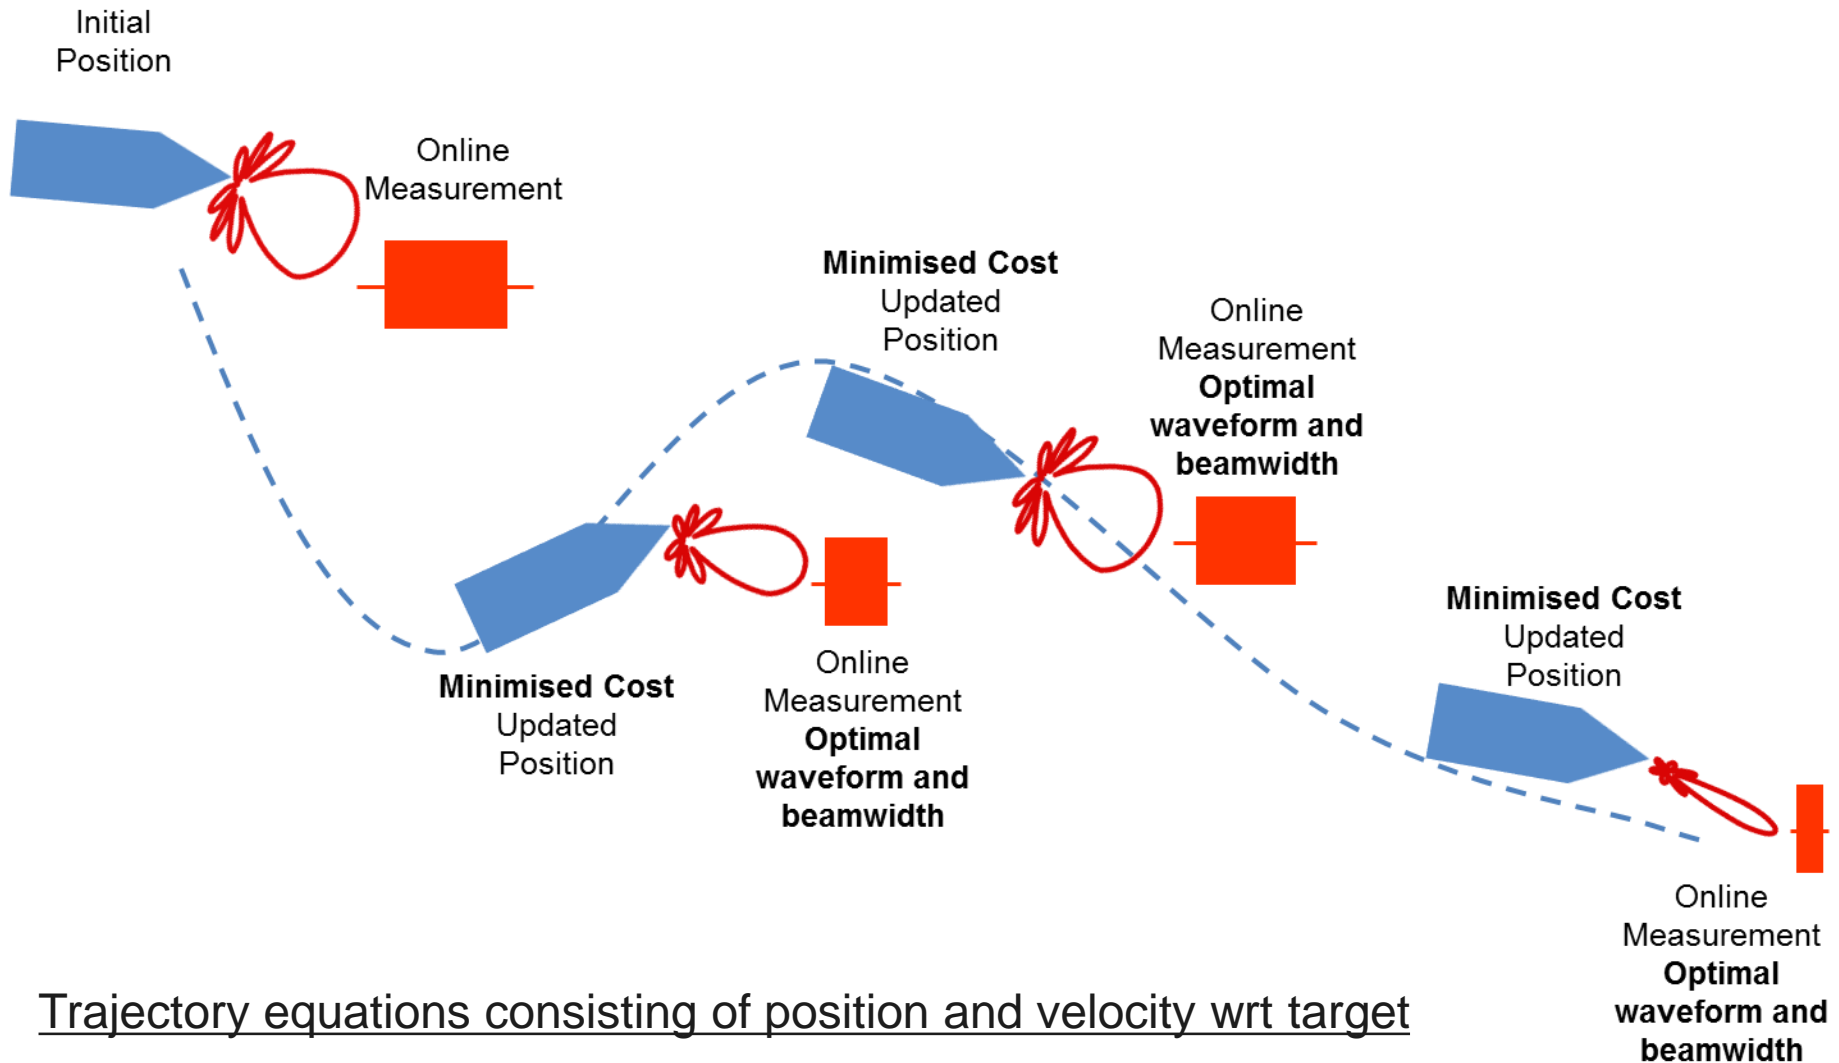 Initial
Position
Online
Measurement
Minimised Cost
Updated
Position
Online
Measurement
Optimal
waveform and
beamwidth
Minimised Cost
Updated
Position
Online
Measurement
Optimal
waveform and
beamwidth
Minimised Cost
Updated
Position
Online
Measurement
Optimal
waveform and
beamwidth
Trajectory equations consisting of position and velocity wrt target